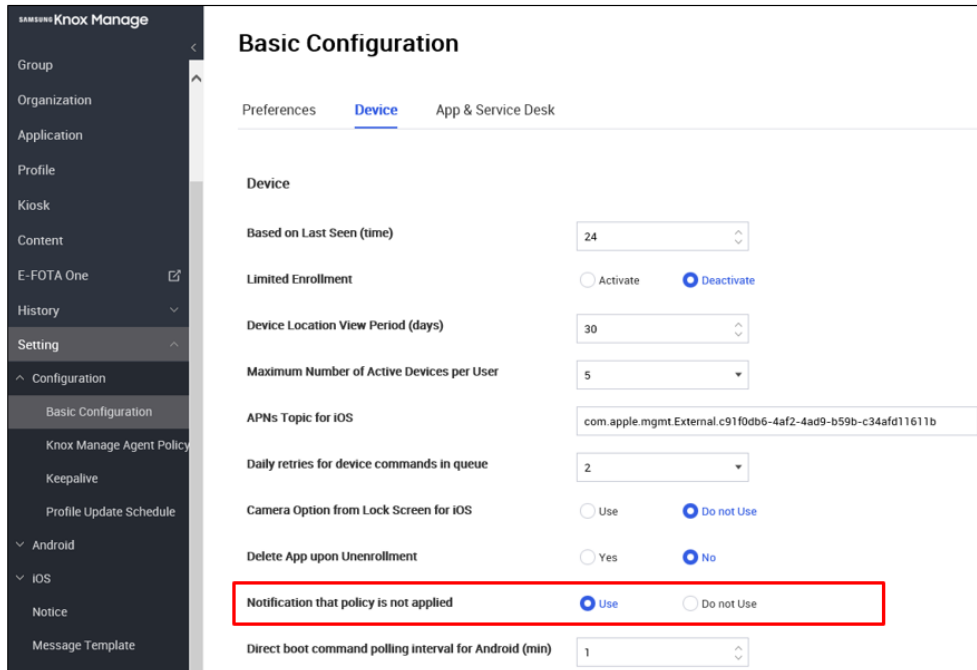 SAMSUNG Knox Manage
Group
Organization
Application
Profile
Kiosk
Content
E-FOTA One
History
Setting
Configuration
Basic Configuration
Knox Manage Agent Policy
Keepalive
Profile Update Schedule
Android
iOS
Notice
Message Template
Basic Configuration
Preferences Device App & Service Desk
Device
Based on Last Seen (time) 24
Limited Enrollment Activate Deactivate
Device Location View Period (days) 30
Maximum Number of Active Devices per User 5
APNs Topic for iOS com.apple.mgmt.External.c91f0db6-4af2-4ad9-b59b-c34afd11611b
Daily retries for device commands in queue 2
Camera Option from Lock Screen for iOS Use Do not Use
Delete App upon Unenrollment Yes No
Notification that policy is not applied Use Do not Use
Direct boot command polling interval for Android (min) 1